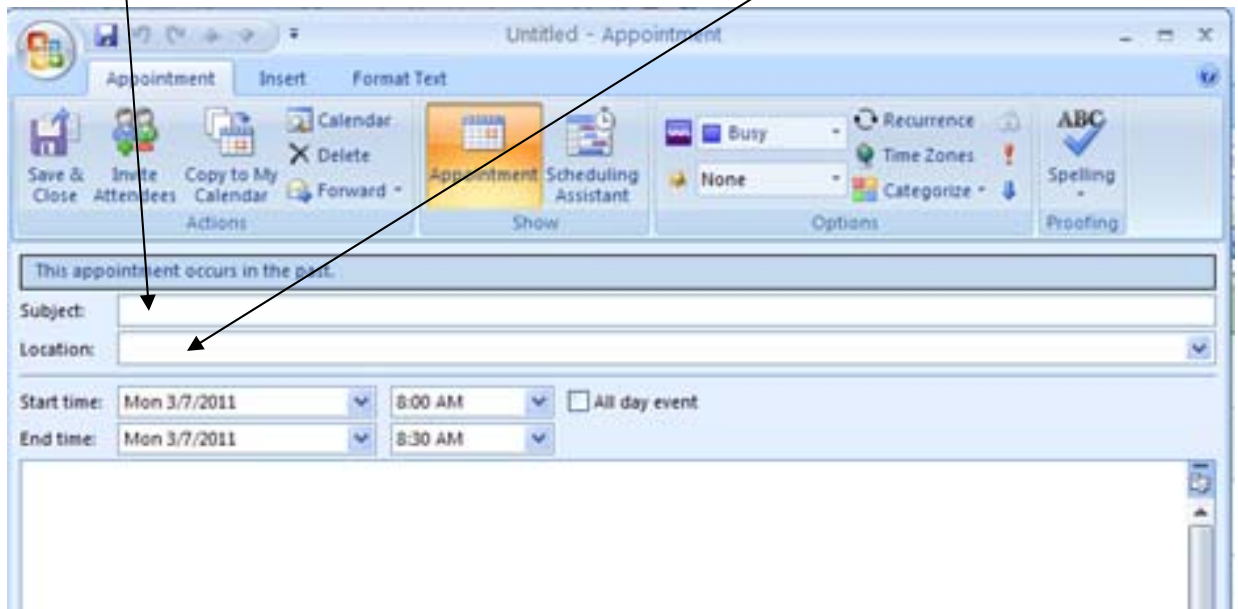 Untitled - Appointment
Appointment Insert Format Text
Save & Close
Invite Attendees
Copy to My Calendar
Calendar
Delete
Forward
Actions
Appointment
Scheduling Assistant
Show
Busy
None
Recurrence
Time Zones
Categorize
Options
ABC
Spelling
Proofing
This appointment occurs in the past.
Subject:
Location:
Start time: Mon 3/7/2011 8:00 AM All day event
End time: Mon 3/7/2011 8:30 AM